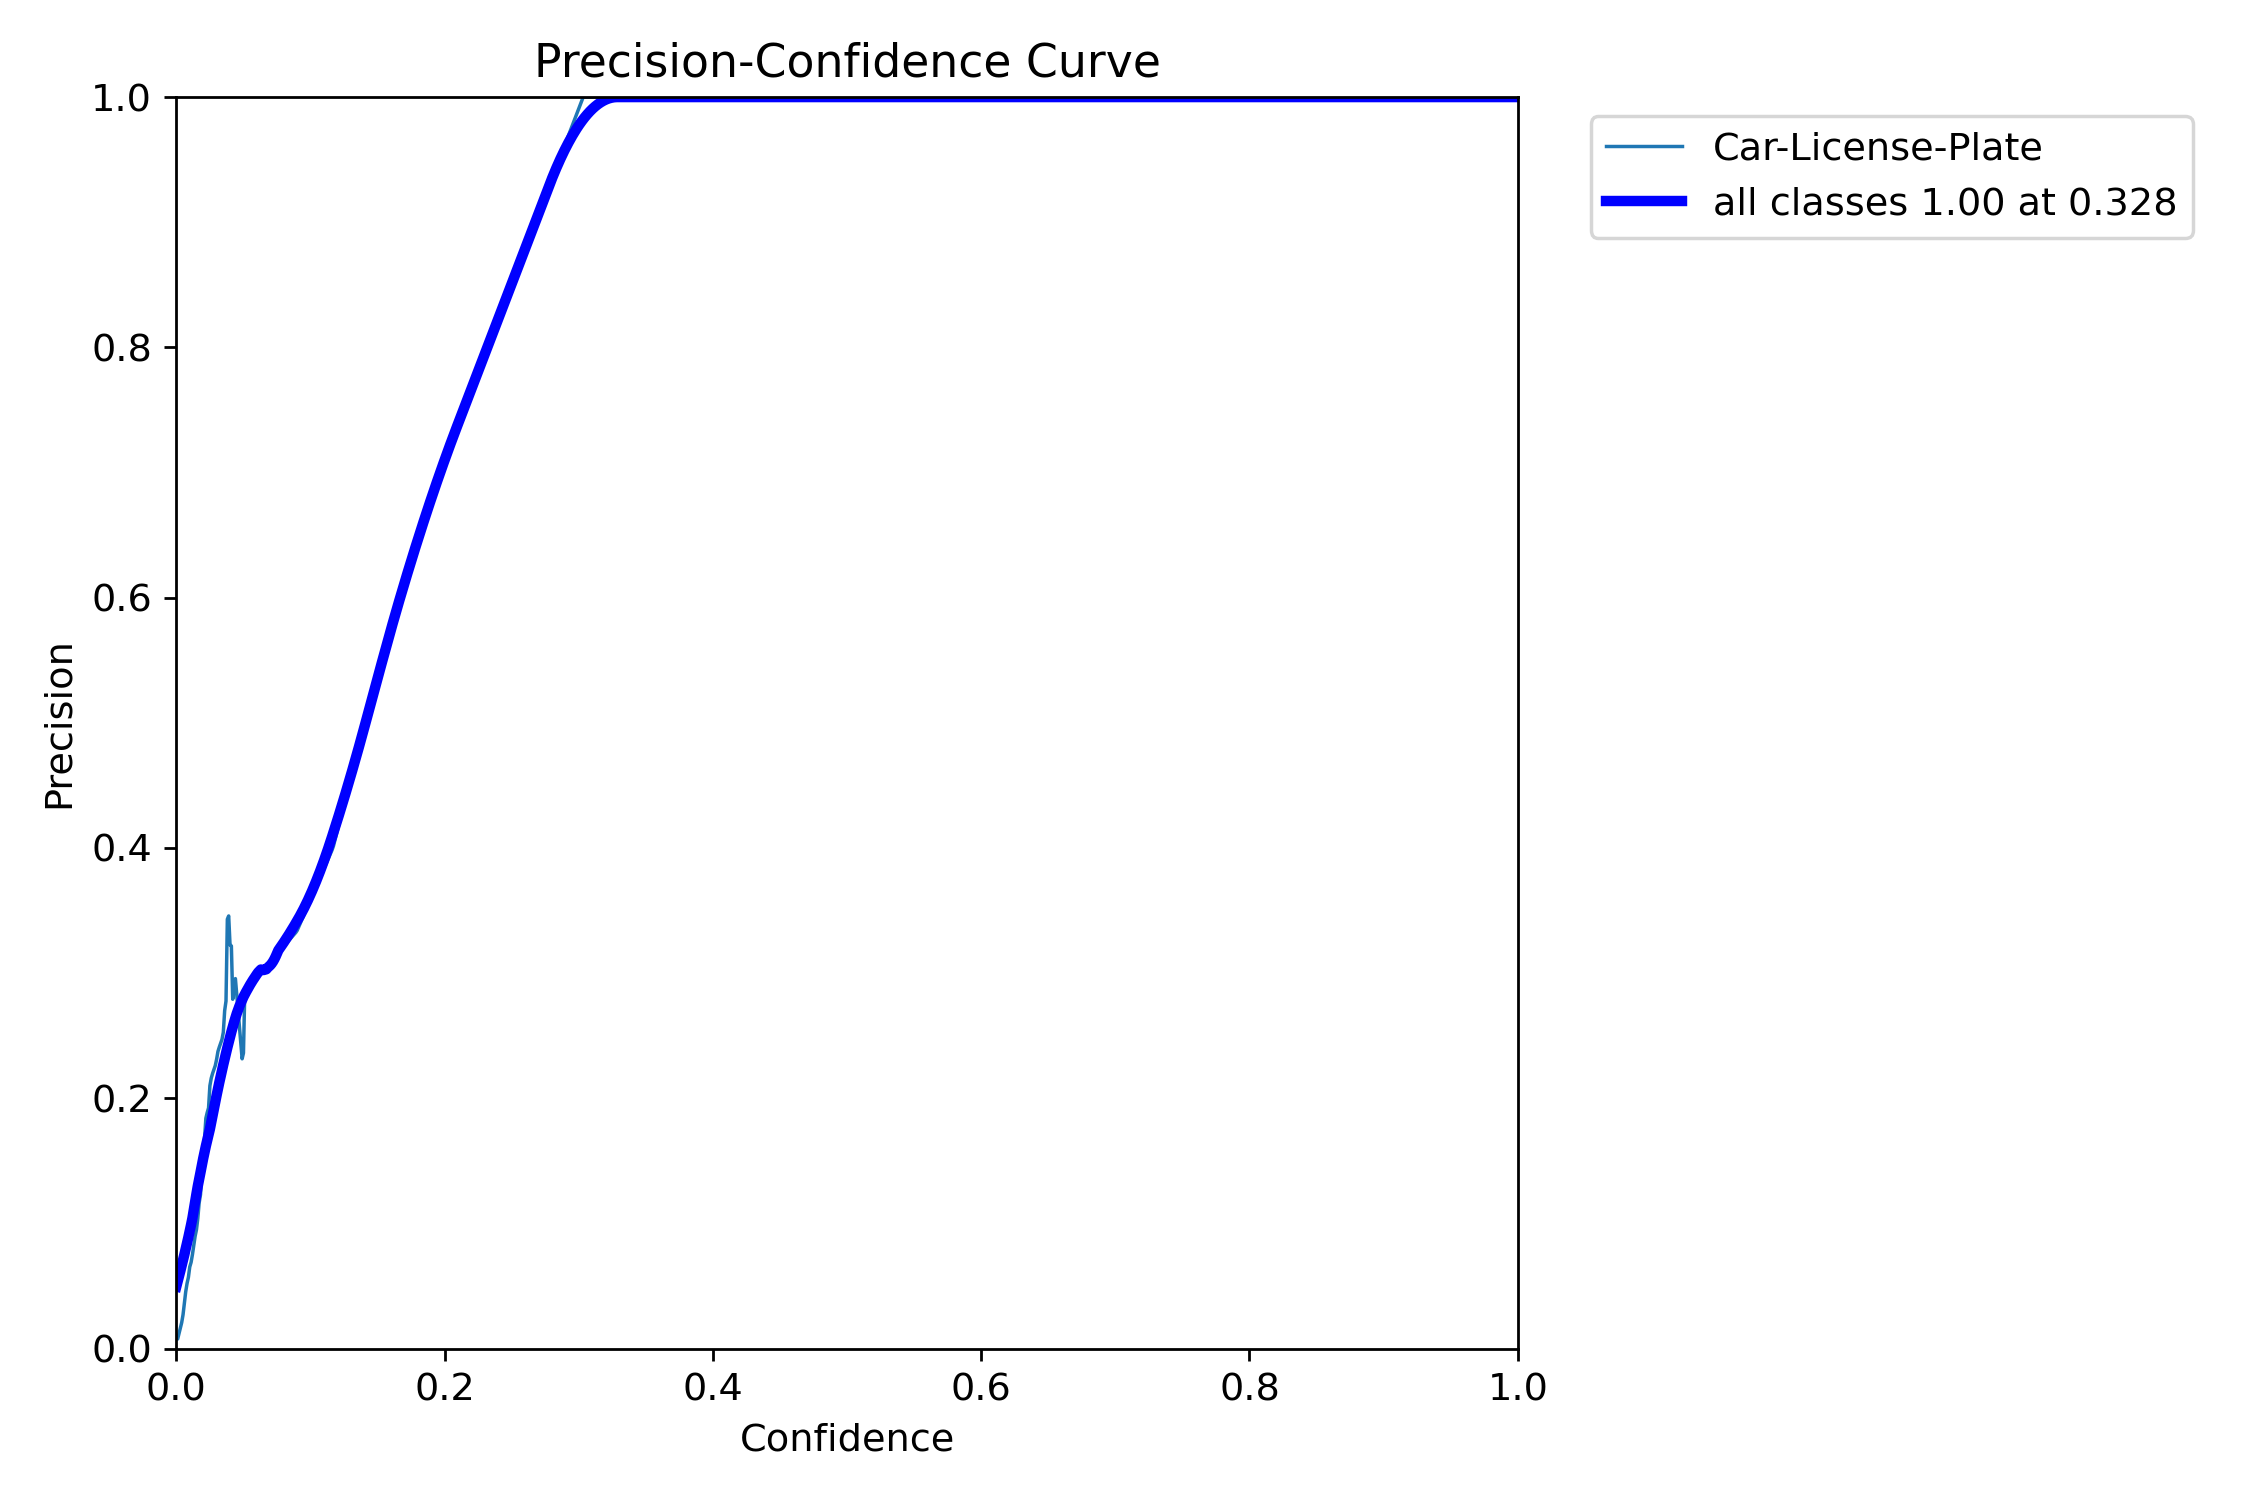 Precision-Confidence Curve
1.0
0.8
0.6
0.4
0.2
0.0
Precision
0.0 0.2 0.4 0.6 0.8 1.0
Confidence
Car-License-Plate
all classes 1.00 at 0.328